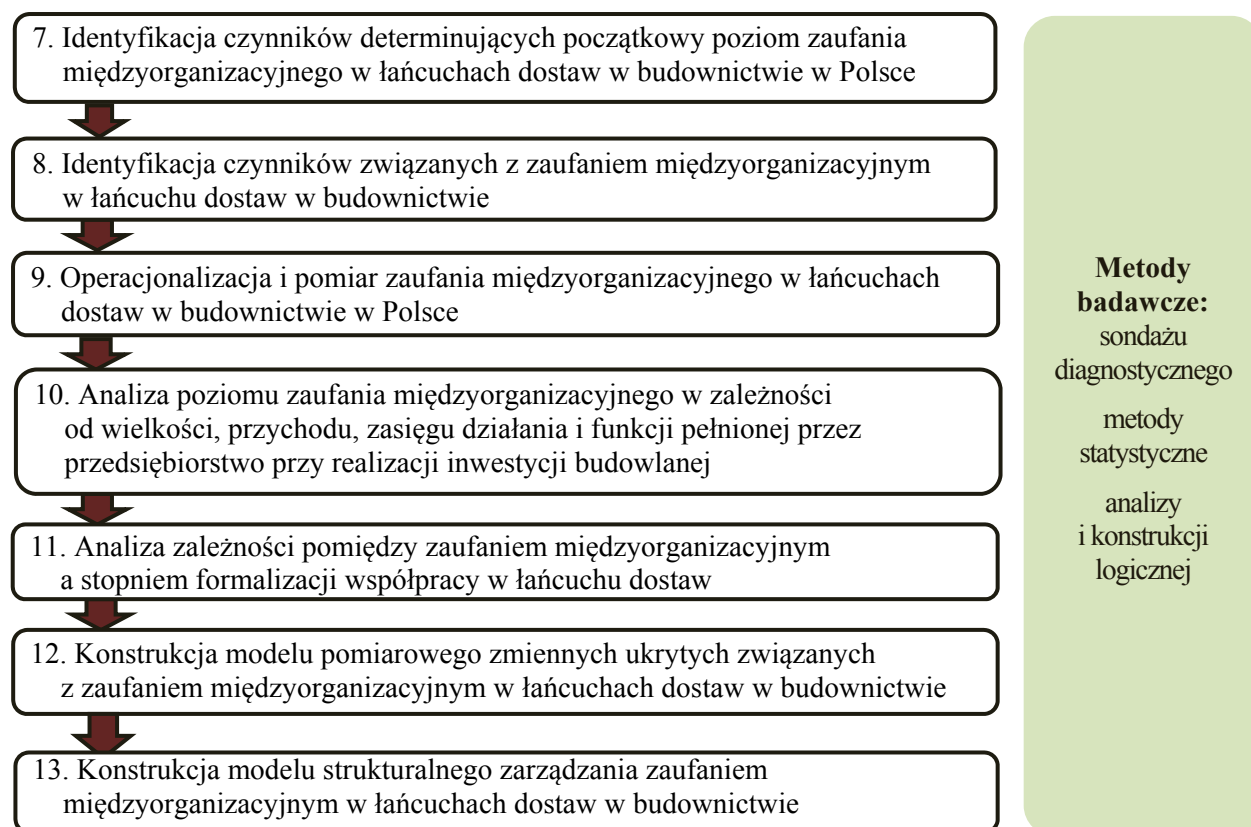 7. Identyfikacja czynników determinujących początkowy poziom zaufania
międzyorganizacyjnego w łańcuchach dostaw w budownictwie w Polsce
8. Identyfikacja czynników związanych z zaufaniem międzyorganizacyjnym
w łańcuchu dostaw w budownictwie
9. Operacjonalizacja i pomiar zaufania międzyorganizacyjnego w łańcuchach
dostaw w budownictwie w Polsce
10. Analiza poziomu zaufania międzyorganizacyjnego w zależności
od wielkości, przychodu, zasięgu działania i funkcji pełnionej przez
przedsiębiorstwo przy realizacji inwestycji budowlanej
11. Analiza zależności pomiędzy zaufaniem międzyorganizacyjnym
a stopniem formalizacji współpracy w łańcuchu dostaw
12. Konstrukcja modelu pomiarowego zmiennych ukrytych związanych
z zaufaniem międzyorganizacyjnym w łańcuchach dostaw w budownictwie
13. Konstrukcja modelu strukturalnego zarządzania zaufaniem
międzyorganizacyjnym w łańcuchach dostaw w budownictwie
Metody
badawcze:
sondażu
diagnostycznego
metody
statystyczne
analizy
i konstrukcji
logicznej